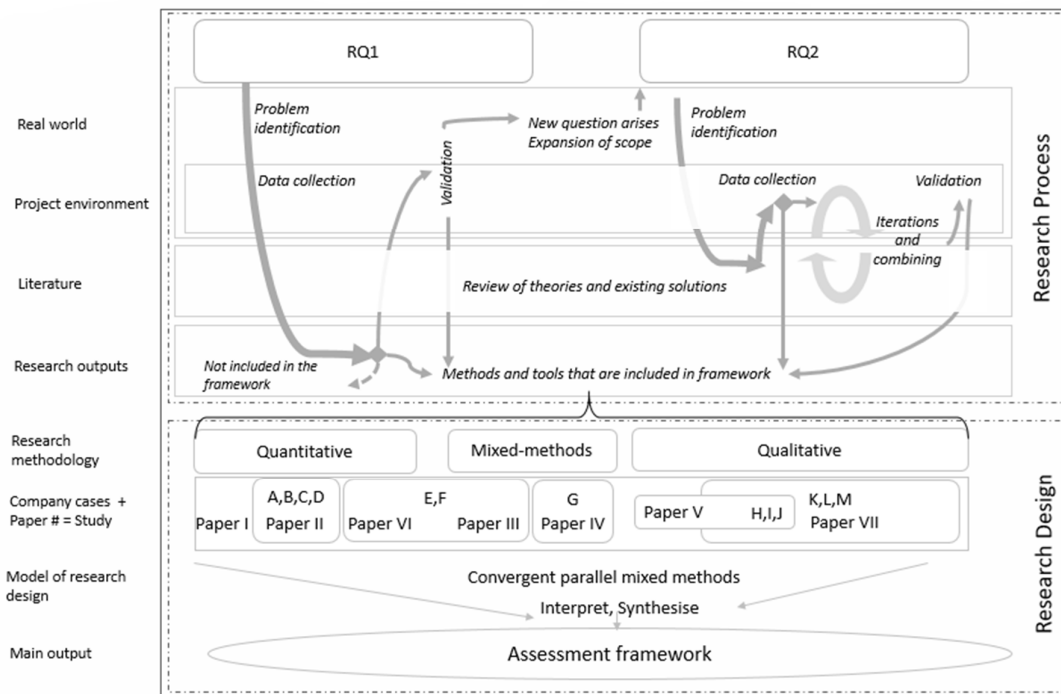 RQ1
RQ2
Real world
Problem
identification
New question arises
Expansion of scope
Problem
identification
Validation
Project environment
Data collection
Data collection
Validation
Iterations
and
combining
Literature
Review of theories and existing solutions
Research outputs
Not included in the
framework
Methods and tools that are included in framework
Research Process
Research
methodology
Quantitative
Mixed-methods
Qualitative
Company cases +
Paper # = Study
Paper I
A,B,C,D
Paper II
E,F
Paper VI
Paper III
G
Paper IV
Paper V
H,I,J
K,L,M
Paper VII
Model of research
design
Convergent parallel mixed methods
Interpret, Synthesise
Main output
Assessment framework
Research Design